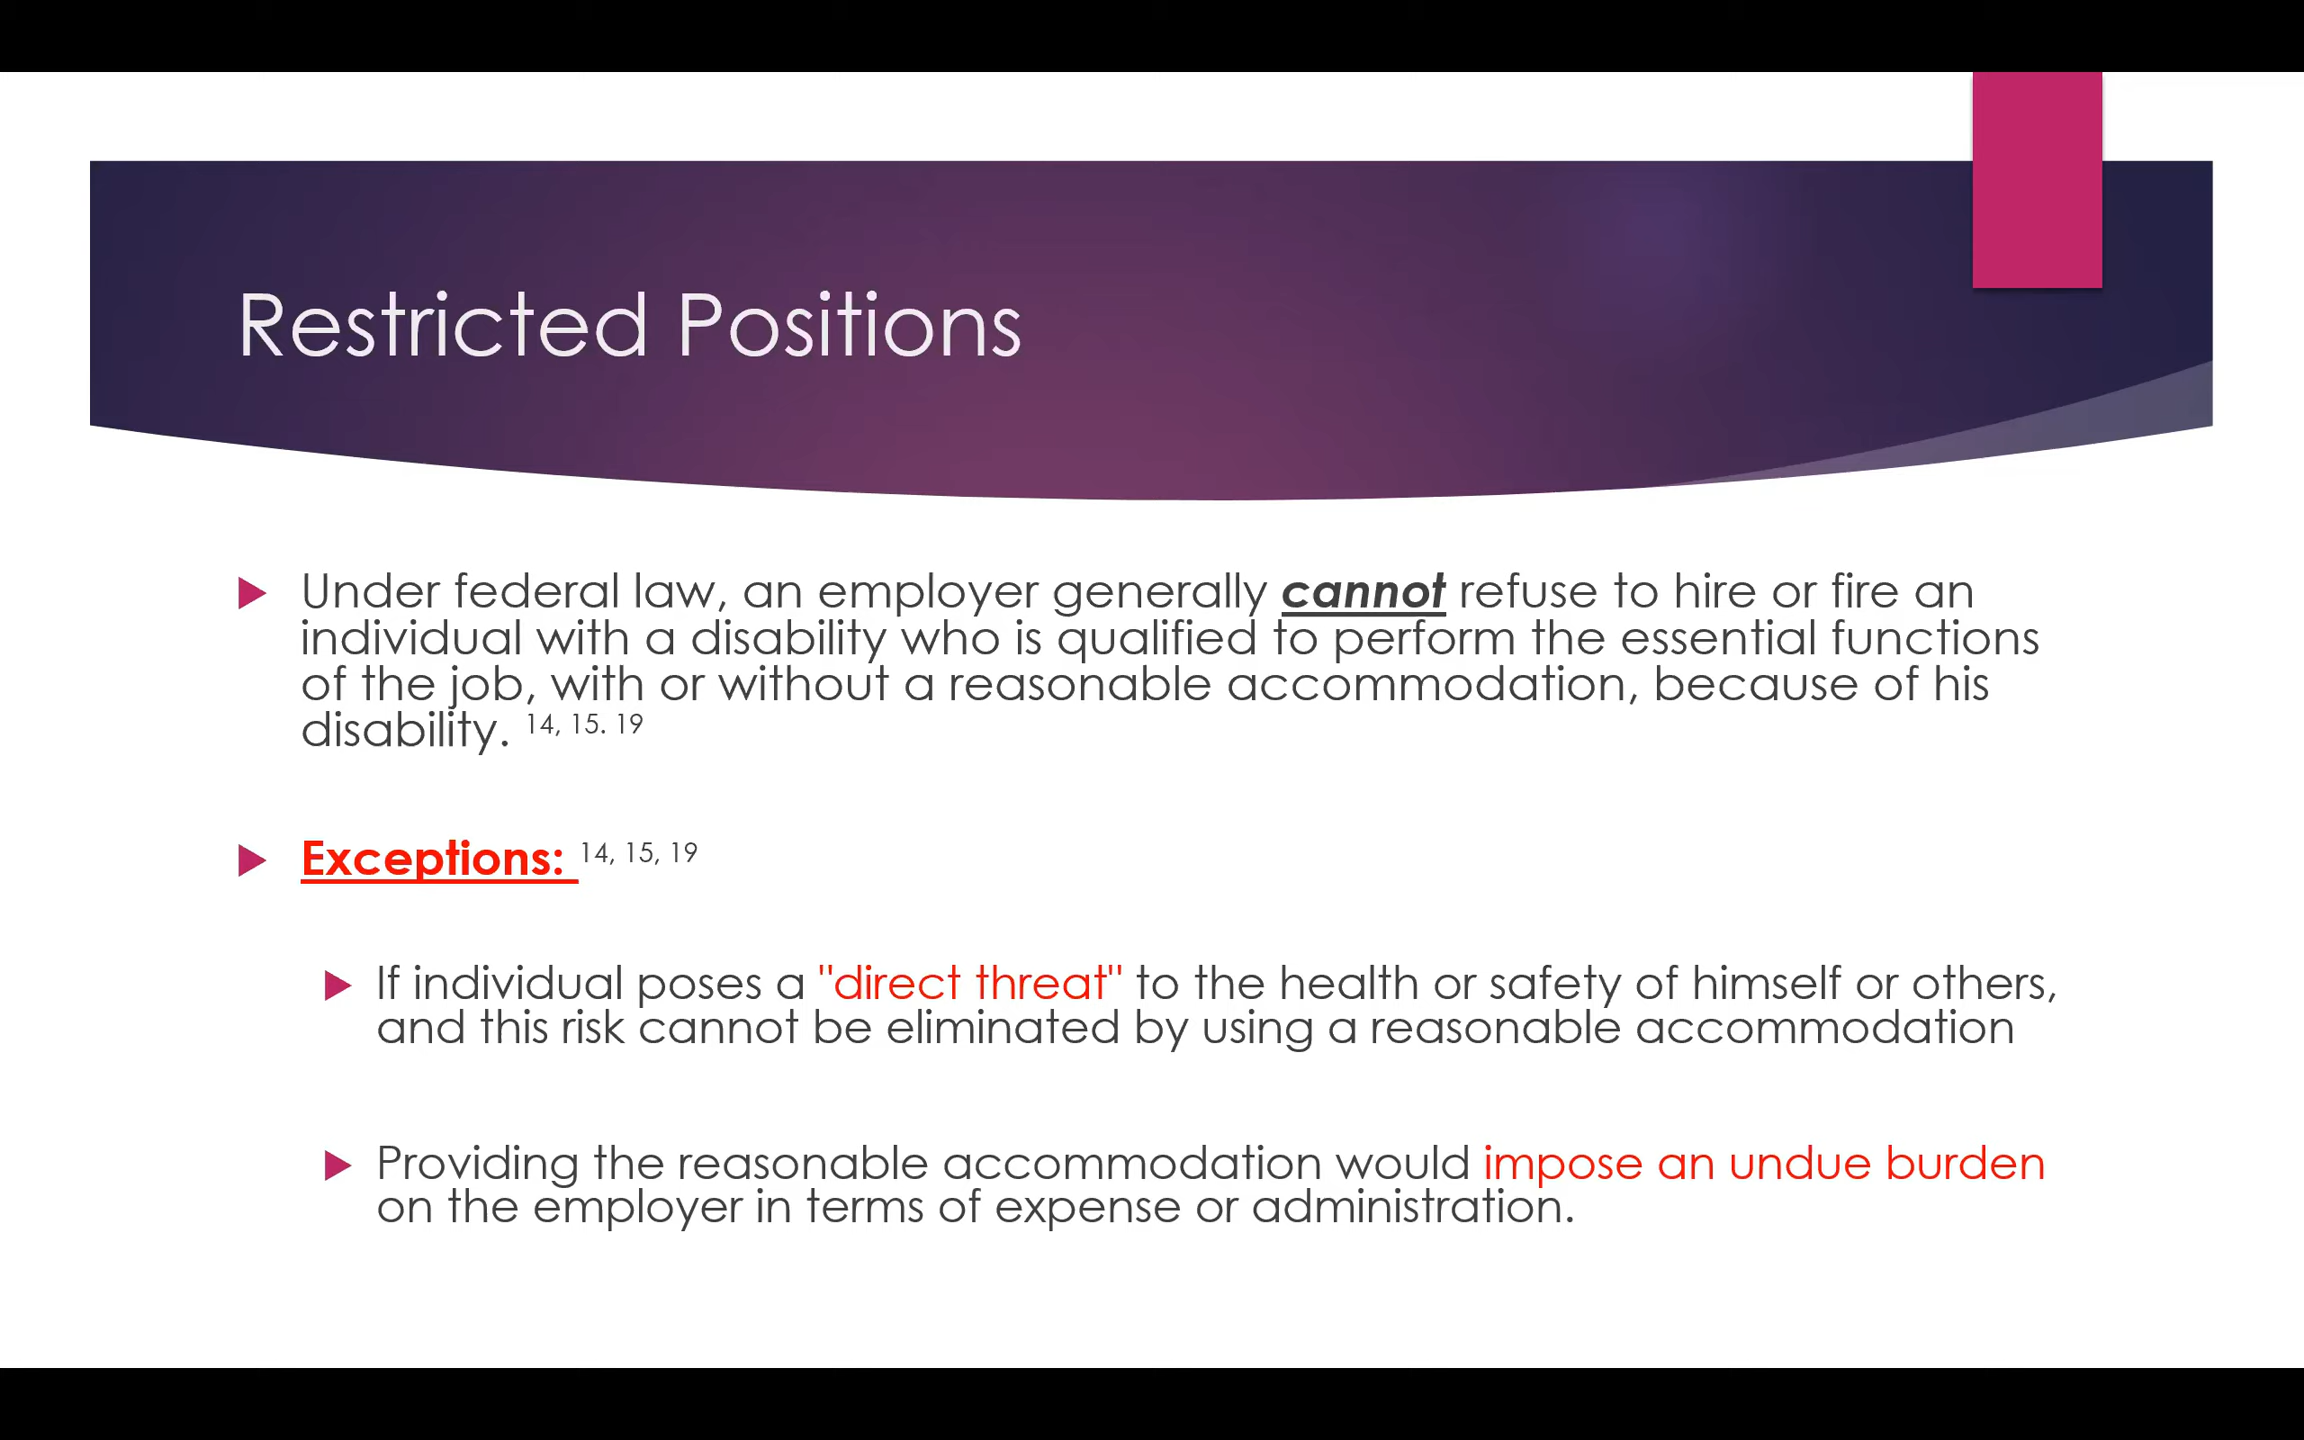 Restricted Positions
Under federal law, an employer generally cannot refuse to hire or fire an
individual with a disability who is qualified to perform the essential functions
of the job, with or without a reasonable accommodation, because of his
disability. 14, 15. 19
Exceptions: 14, 15, 19
If individual poses a "direct threat" to the health or safety of himself or others,
and this risk cannot be eliminated by using a reasonable accommodation
Providing the reasonable accommodation would impose an undue burden
on the employer in terms of expense or administration.